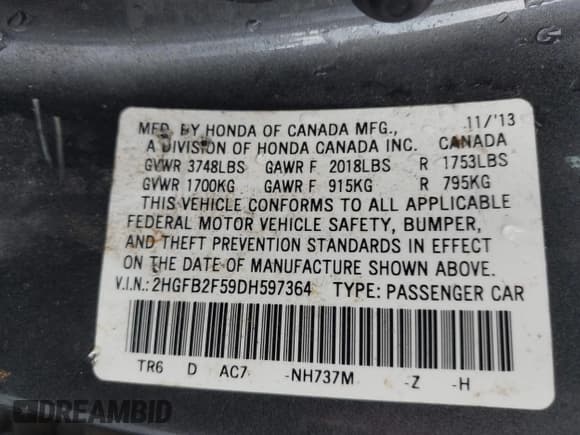 MFD. BY HONDA OF CANADA MFG., 11/'13
A DIVISION OF HONDA CANADA INC. CANADA
GVWR 3748LBS GAWR F 2018LBS R 1753LBS
GVWR 1700KG GAWR F 915KG R 795KG
THIS VEHICLE CONFORMS TO ALL APPLICABLE
FEDERAL MOTOR VEHICLE SAFETY, BUMPER,
AND THEFT PREVENTION STANDARDS IN EFFECT
ON THE DATE OF MANUFACTURE SHOWN ABOVE.
V.I.N.: 2HGFB2F59DH597364 TYPE: PASSENGER CAR
TR6 D AC7 -NH737M -Z -H
DREAMBID